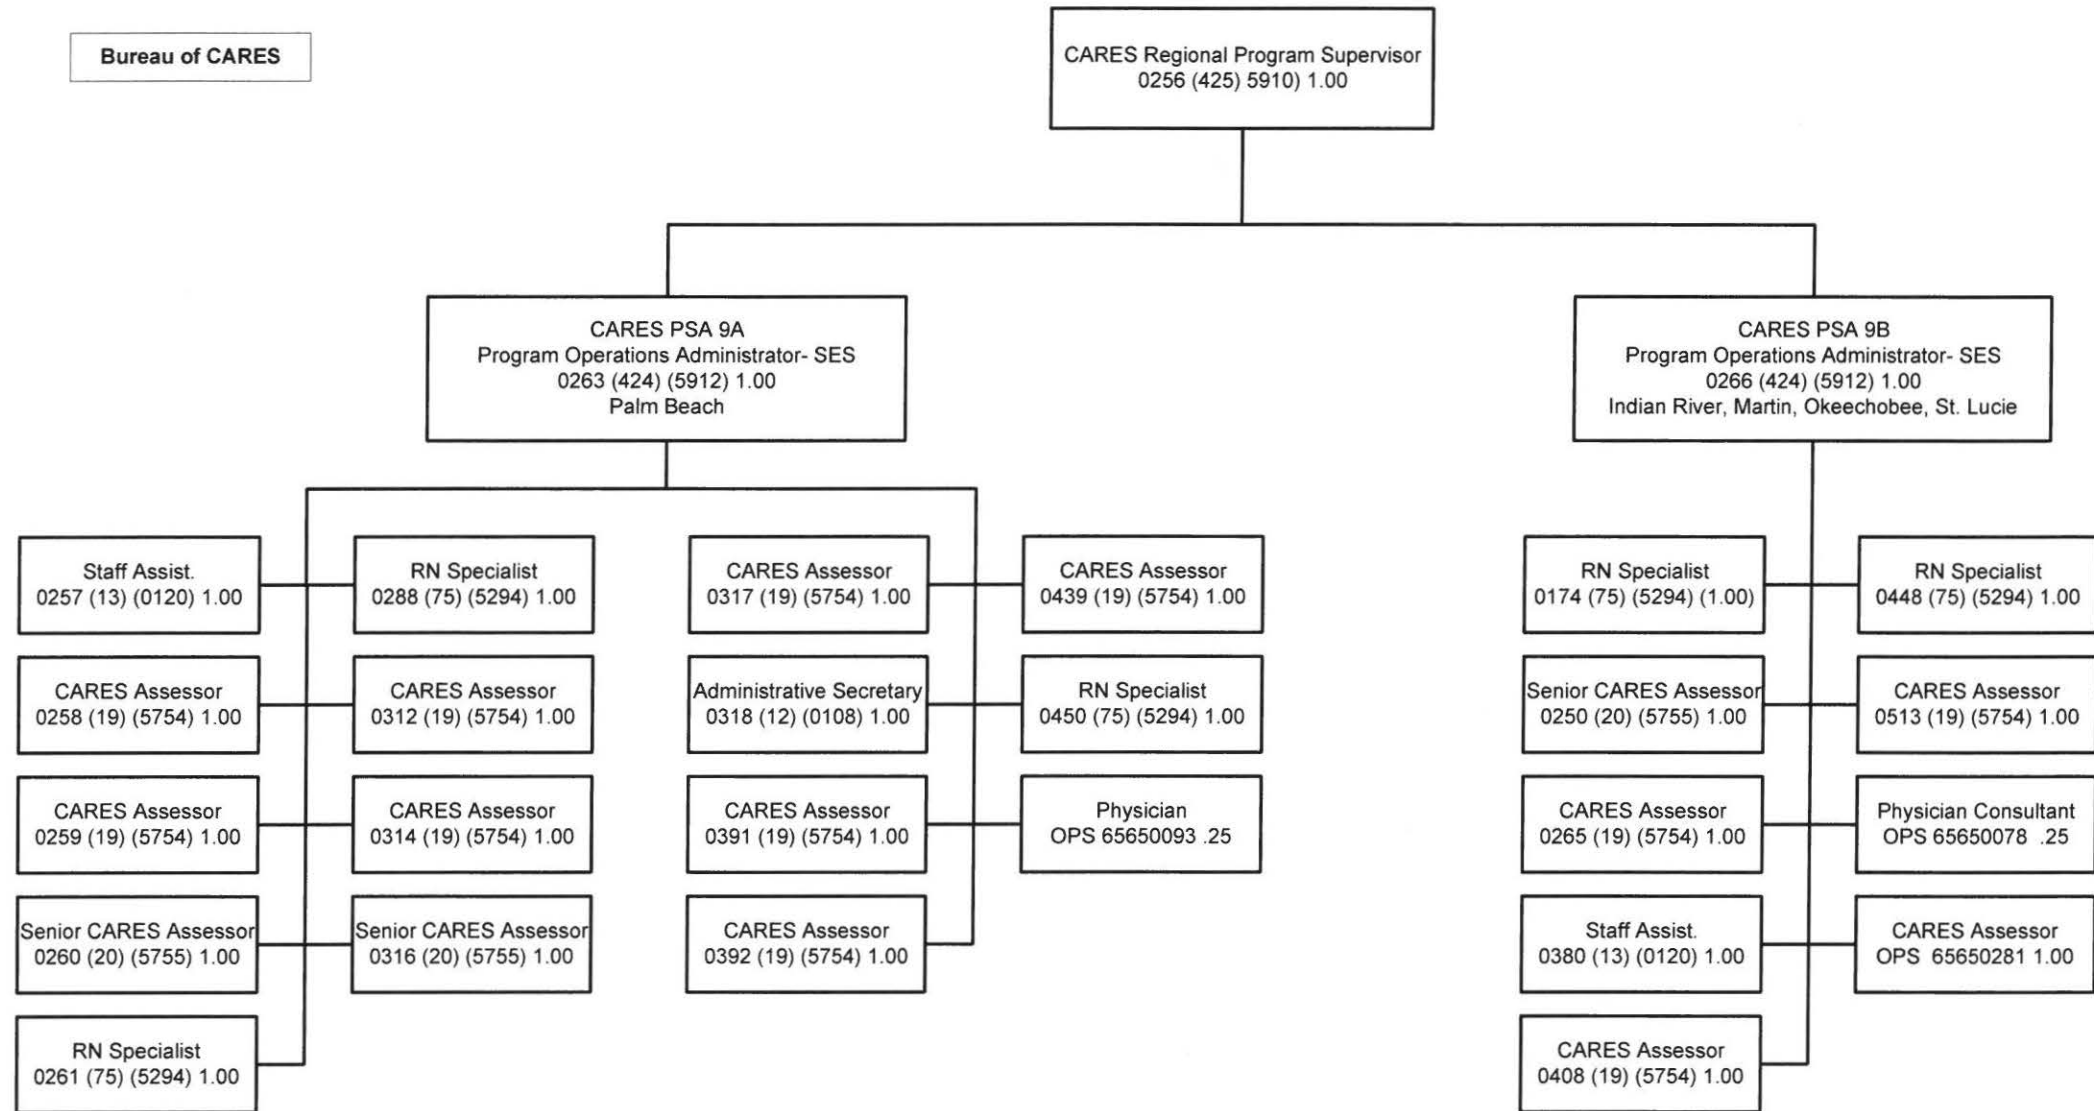 Bureau of CARES
CARES Regional Program Supervisor
0256 (425) 5910) 1.00
CARES PSA 9A
Program Operations Administrator- SES
0263 (424) (5912) 1.00
Palm Beach
CARES PSA 9B
Program Operations Administrator- SES
0266 (424) (5912) 1.00
Indian River, Martin, Okeechobee, St. Lucie
Staff Assist.
0257 (13) (0120) 1.00
RN Specialist
0288 (75) (5294) 1.00
CARES Assessor
0317 (19) (5754) 1.00
CARES Assessor
0439 (19) (5754) 1.00
RN Specialist
0174 (75) (5294) (1.00)
RN Specialist
0448 (75) (5294) 1.00
CARES Assessor
0258 (19) (5754) 1.00
CARES Assessor
0312 (19) (5754) 1.00
Administrative Secretary
0318 (12) (0108) 1.00
RN Specialist
0450 (75) (5294) 1.00
Senior CARES Assessor
0250 (20) (5755) 1.00
CARES Assessor
0513 (19) (5754) 1.00
CARES Assessor
0259 (19) (5754) 1.00
CARES Assessor
0314 (19) (5754) 1.00
CARES Assessor
0391 (19) (5754) 1.00
Physician
OPS 65650093 .25
CARES Assessor
0265 (19) (5754) 1.00
Physician Consultant
OPS 65650078 .25
Senior CARES Assessor
0260 (20) (5755) 1.00
Senior CARES Assessor
0316 (20) (5755) 1.00
CARES Assessor
0392 (19) (5754) 1.00
Staff Assist.
0380 (13) (0120) 1.00
CARES Assessor
OPS 65650281 1.00
RN Specialist
0261 (75) (5294) 1.00
CARES Assessor
0408 (19) (5754) 1.00